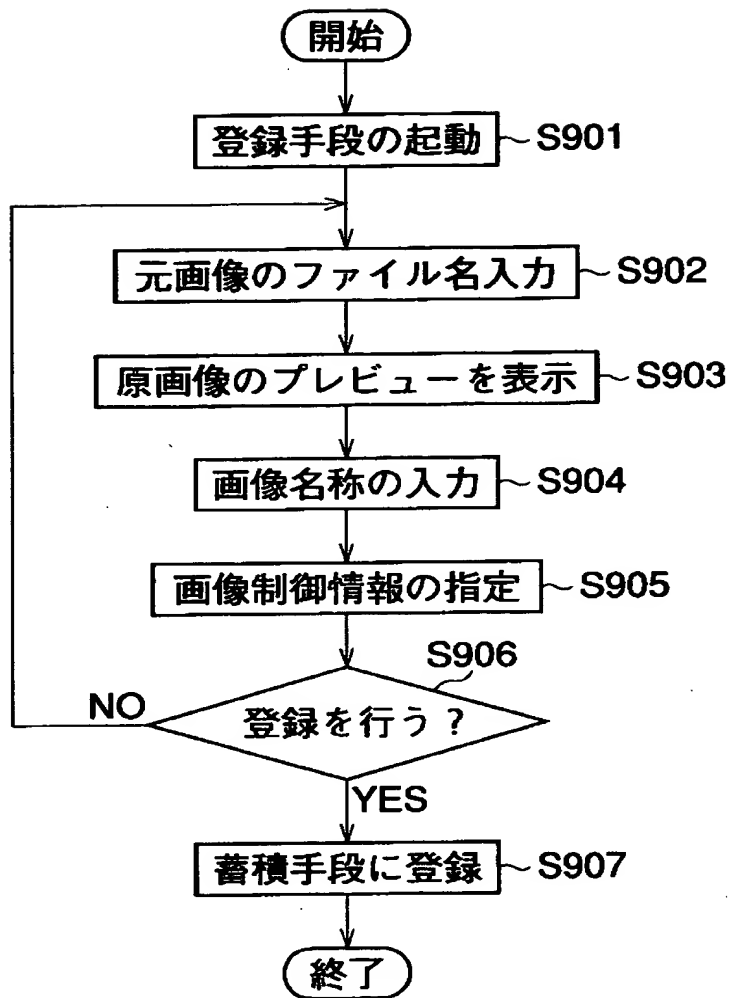 開始
登録手段の起動 S901
元画像のファイル名入力 S902
原画像のプレビューを表示 S903
画像名称の入力 S904
画像制御情報の指定 S905
S906
NO
登録を行う?
YES
蓄積手段に登録 S907
終了